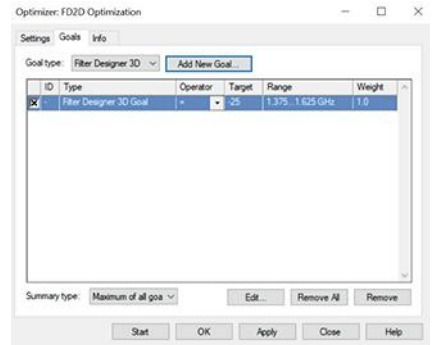 Optimizer: FD2D Optimization
Settings Goals Info
Goal type: Filter Designer 3D Add New Goal...
ID Type Operator Target Range Weight
- Filter Designer 3D Goal = -25 1.375...1.625 GHz 1.0
Summary type: Maximum of all goa Edit... Remove All Remove
Start OK Apply Close Help